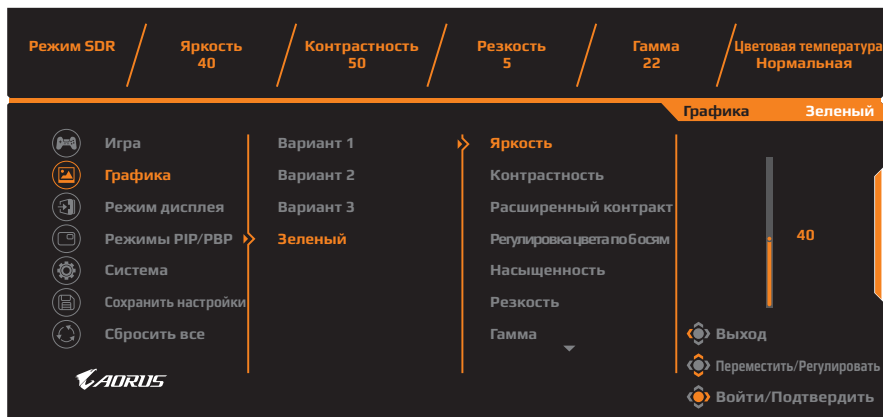 Режим SDR
Яркость
40
Контрастность
50
Резкость
5
Гамма
22
Цветовая температура
Нормальная
Графика
Зеленый
Игра
Графика
Режим дисплея
Режимы PIP/PBP
Система
Сохранить настройки
Сбросить все
Вариант 1
Вариант 2
Вариант 3
Зеленый
Яркость
Контрастность
Расширенный контракт
Регулировка цвета по 6 осям
Насыщенность
Резкость
Гамма
40
Выход
Переместить/Регулировать
Войти/Подтвердить
AORUS